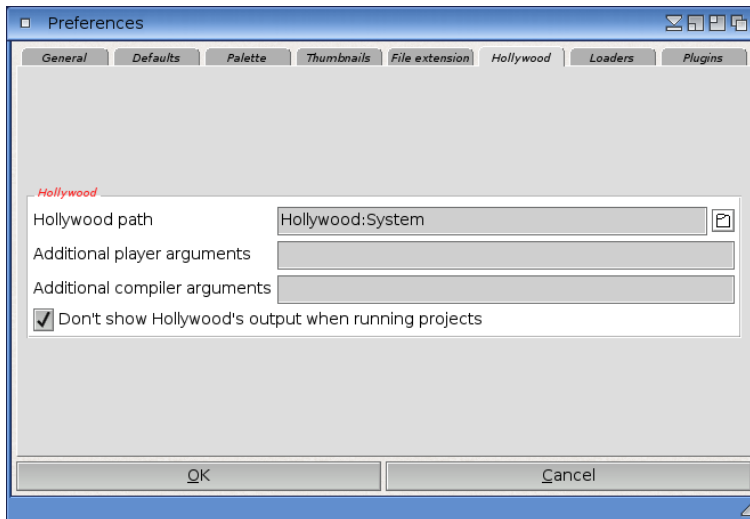 Preferences
General Defaults Palette Thumbnails File extension Hollywood Loaders Plugins
Hollywood
Hollywood path Hollywood:System
Additional player arguments
Additional compiler arguments
Don't show Hollywood's output when running projects
OK Cancel